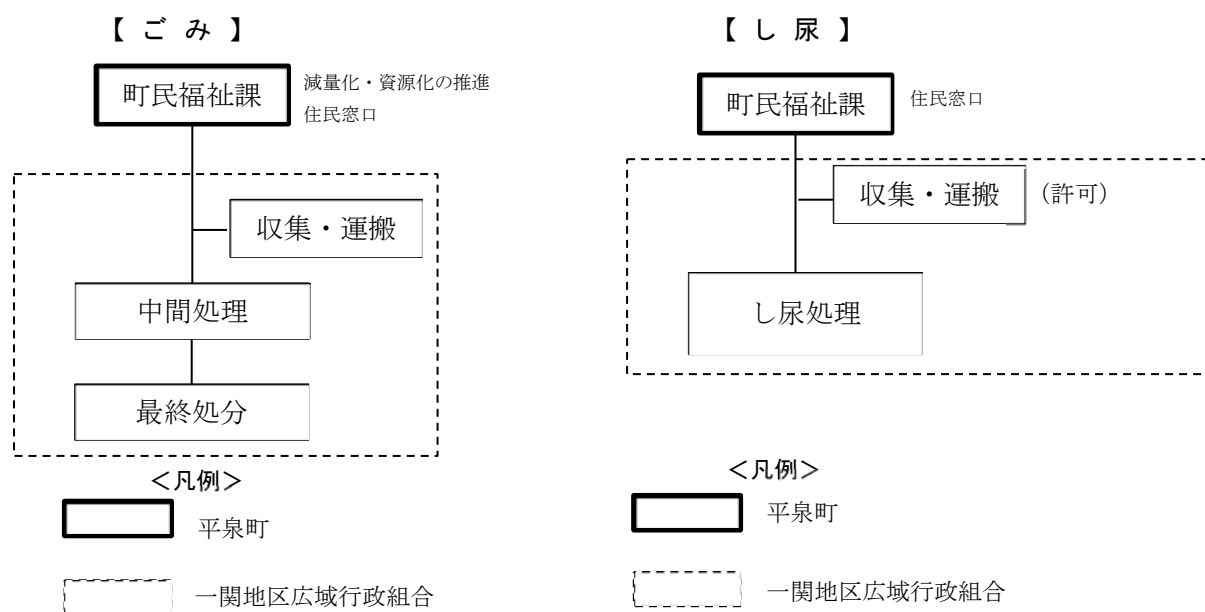 【 ご み 】
町民福祉課
減量化・資源化の推進
住民窓口
収集・運搬
中間処理
最終処分
＜凡例＞
平泉町
一関地区広域行政組合
【 し 尿 】
町民福祉課
住民窓口
収集・運搬
（許可）
し尿処理
＜凡例＞
平泉町
一関地区広域行政組合